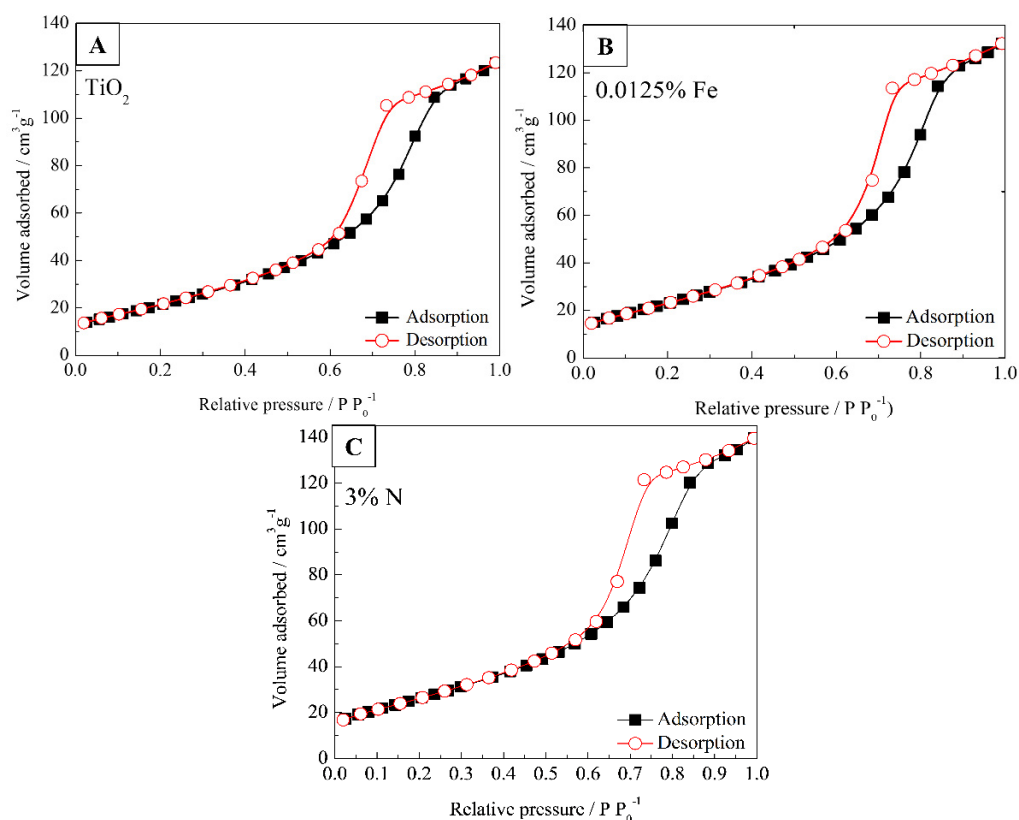 A
TiO2
Volume adsorbed / cm3g-1
140
120
100
80
60
40
20
0
Adsorption
Desorption
0.0 0.2 0.4 0.6 0.8 1.0
Relative pressure / P P0-1
B
0.0125% Fe
Volume adsorbed / cm3g-1
140
120
100
80
60
40
20
0
Adsorption
Desorption
0.0 0.2 0.4 0.6 0.8 1.0
Relative pressure / P P0-1)
C
3% N
Volume adsorbed / cm3g-1
140
120
100
80
60
40
20
0
Adsorption
Desorption
0.0 0.1 0.2 0.3 0.4 0.5 0.6 0.7 0.8 0.9 1.0
Relative pressure / P P0-1